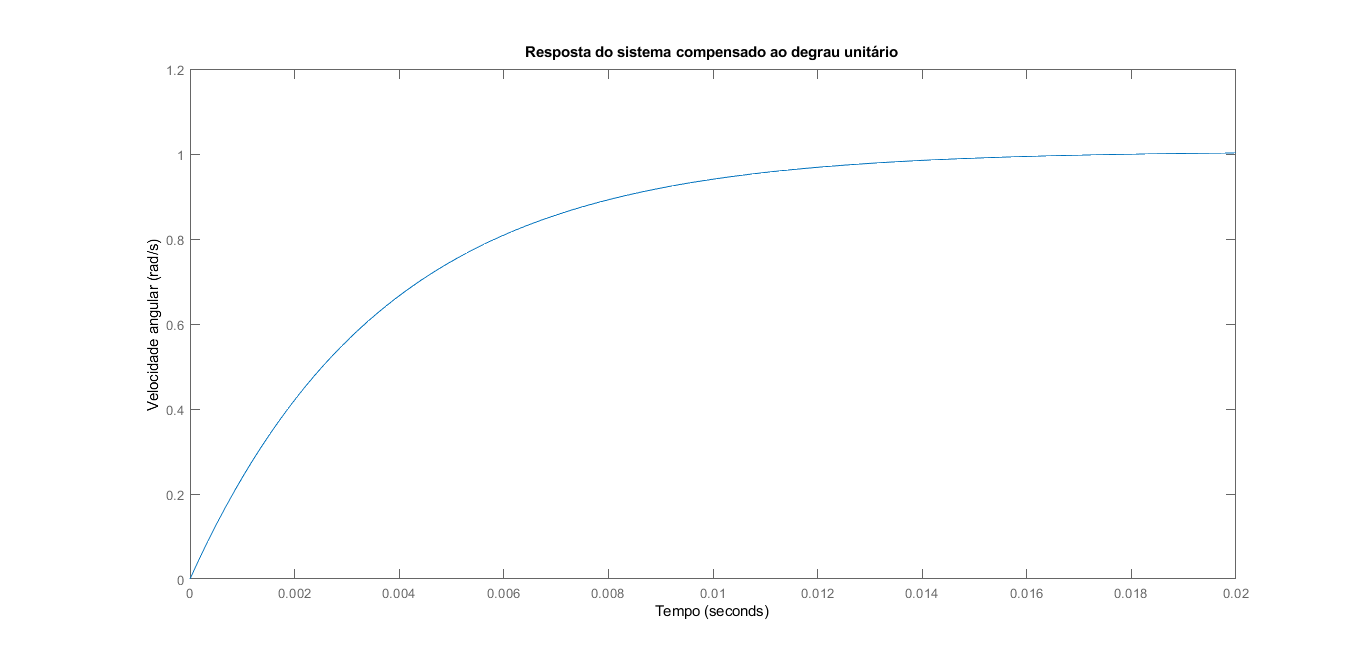 Resposta do sistema compensado ao degrau unitário
1.2
1
0.8
0.6
0.4
0.2
0
Velocidade angular (rad/s)
0 0.002 0.004 0.006 0.008 0.01 0.012 0.014 0.016 0.018 0.02
Tempo (seconds)